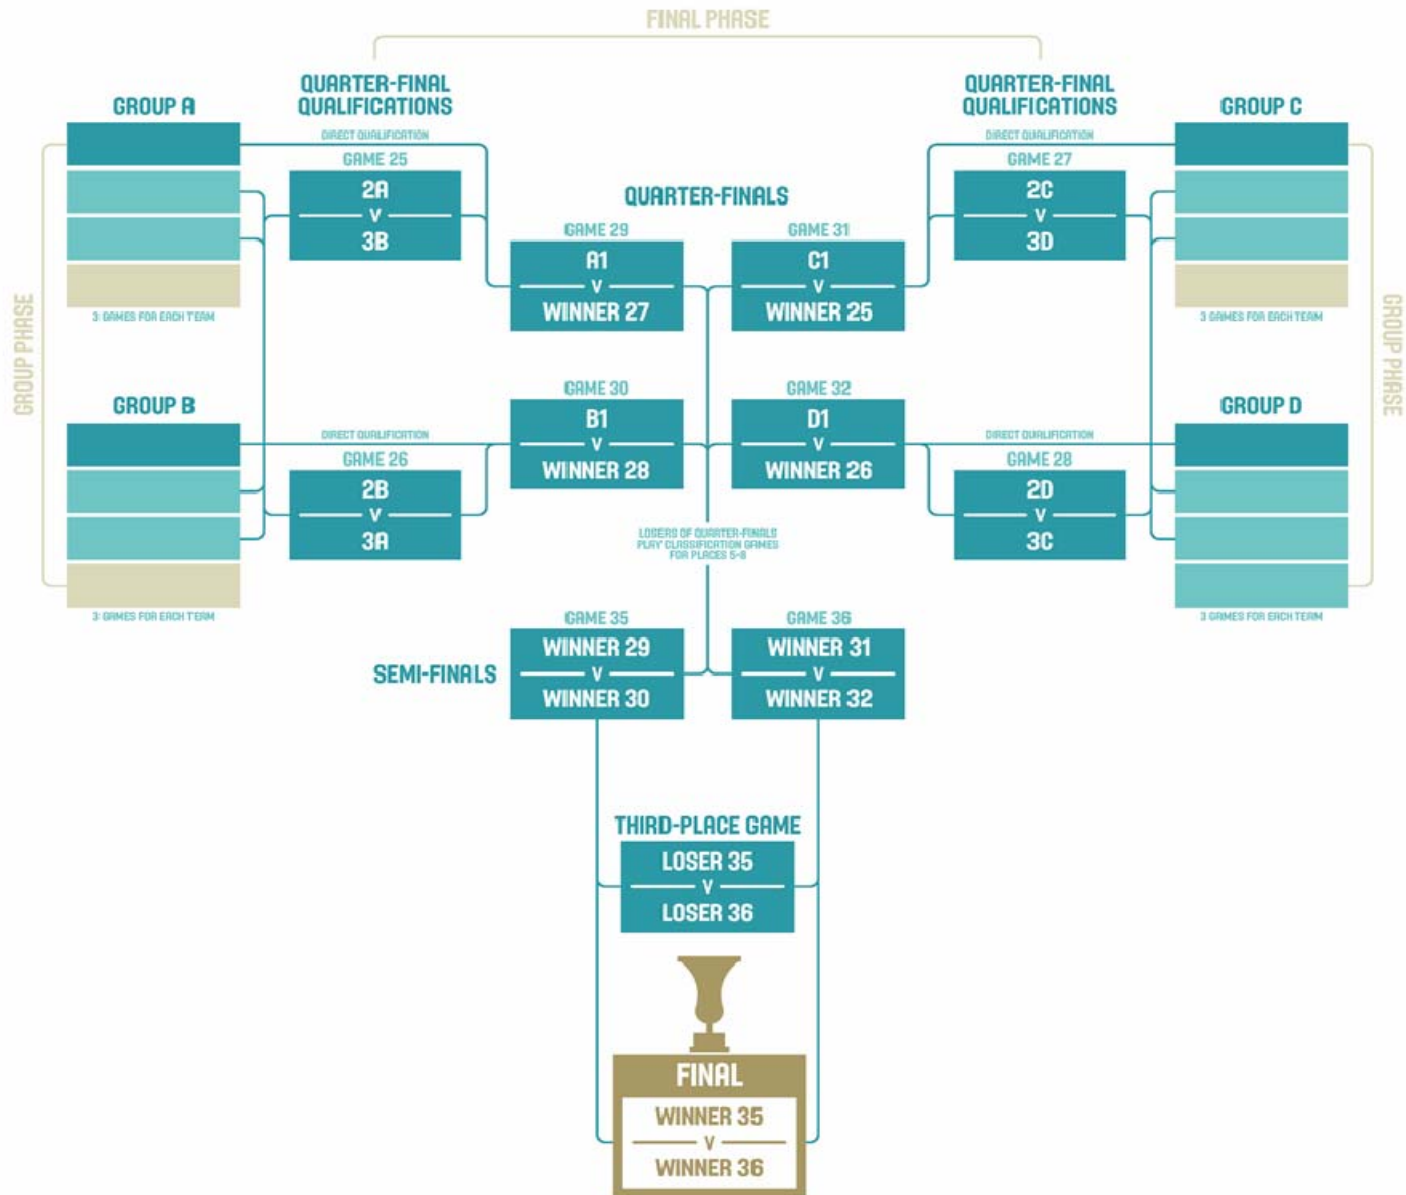 FINAL PHASE
QUARTER-FINAL
QUALIFICATIONS
QUARTER-FINAL
QUALIFICATIONS
GROUP A
GROUP C
DIRECT QUALIFICATION
DIRECT QUALIFICATION
GAME 25
GAME 27
2A
V
3B
2C
V
3D
QUARTER-FINALS
GAME 29
GAME 31
A1
V
WINNER 27
C1
V
WINNER 25
3 GAMES FOR EACH TEAM
3 GAMES FOR EACH TEAM
GROUP PHASE
GROUP PHASE
GAME 30
GAME 32
GROUP B
GROUP D
B1
V
WINNER 28
D1
V
WINNER 26
DIRECT QUALIFICATION
DIRECT QUALIFICATION
GAME 26
GAME 28
2B
V
3A
2D
V
3C
LOSERS OF QUARTER-FINALS
PLAY CLASSIFICATION GAMES
FOR PLACES 5-8
3 GAMES FOR EACH TEAM
3 GAMES FOR EACH TEAM
GAME 35
GAME 36
SEMI-FINALS
WINNER 29
V
WINNER 30
WINNER 31
V
WINNER 32
THIRD-PLACE GAME
LOSER 35
V
LOSER 36
FINAL
WINNER 35
V
WINNER 36